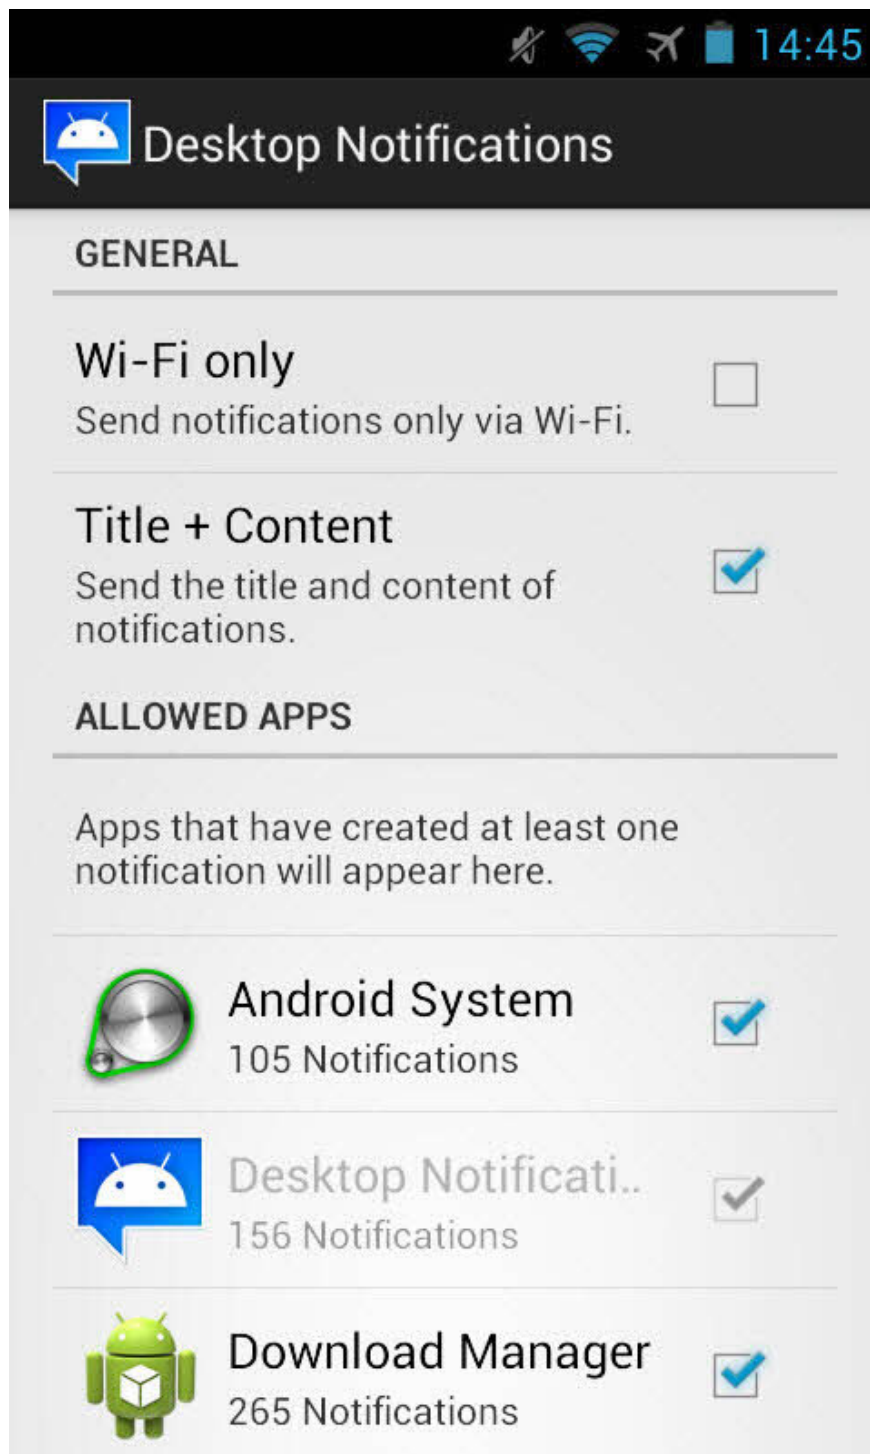 14:45
Desktop Notifications
GENERAL
Wi-Fi only
Send notifications only via Wi-Fi.
Title + Content
Send the title and content of
notifications.
ALLOWED APPS
Apps that have created at least one
notification will appear here.
Android System
105 Notifications
Desktop Notificati..
156 Notifications
Download Manager
265 Notifications